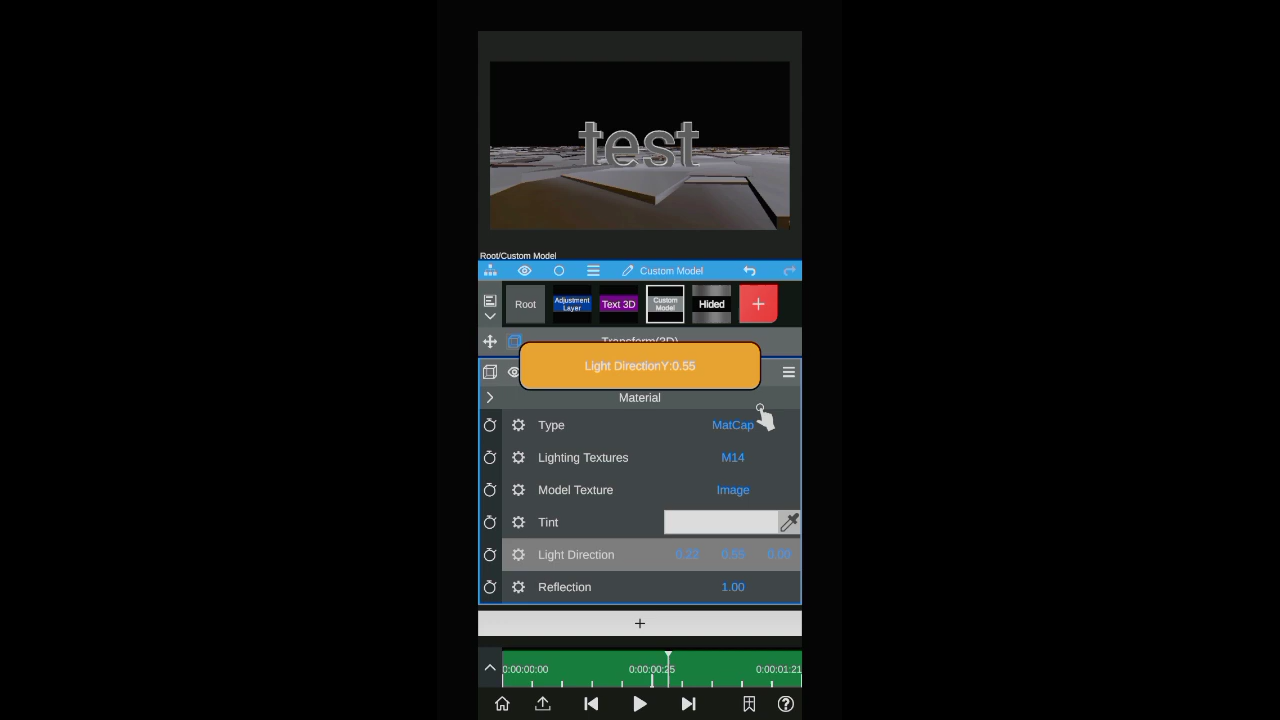 test
Root/Custom Model
Custom Model
Root
Adjustment
Layer
Text 3D
Custom
Model
Hided
+
Transform(3D)
Light DirectionY:0.55
Material
Type MatCap
Lighting Textures M14
Model Texture Image
Tint
Light Direction 0.22 0.55 0.00
Reflection 1.00
+
0:00:00:00 0:00:00:25 0:00:01:21